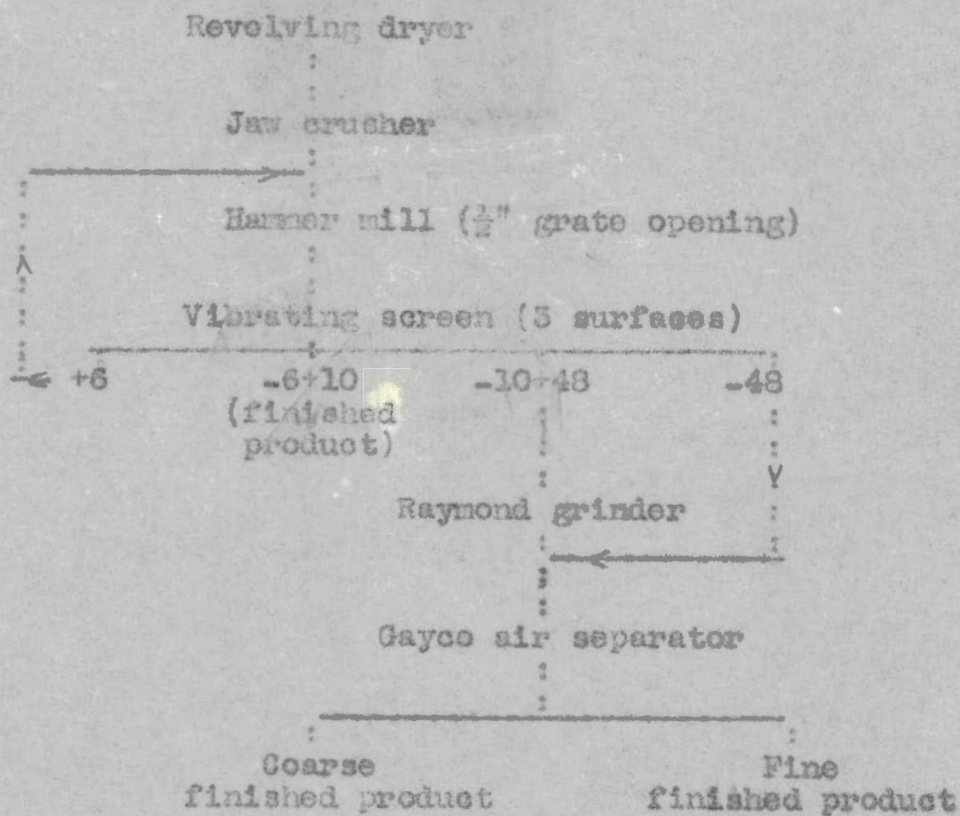 Revolving dryer
Jaw crusher
Hammer mill (½" grate opening)
Vibrating screen (3 surfaces)
+6 -6+10 -10+48 -48
(finished
product)
Raymond grinder
Gayco air separator
Coarse Fine
finished product finished product